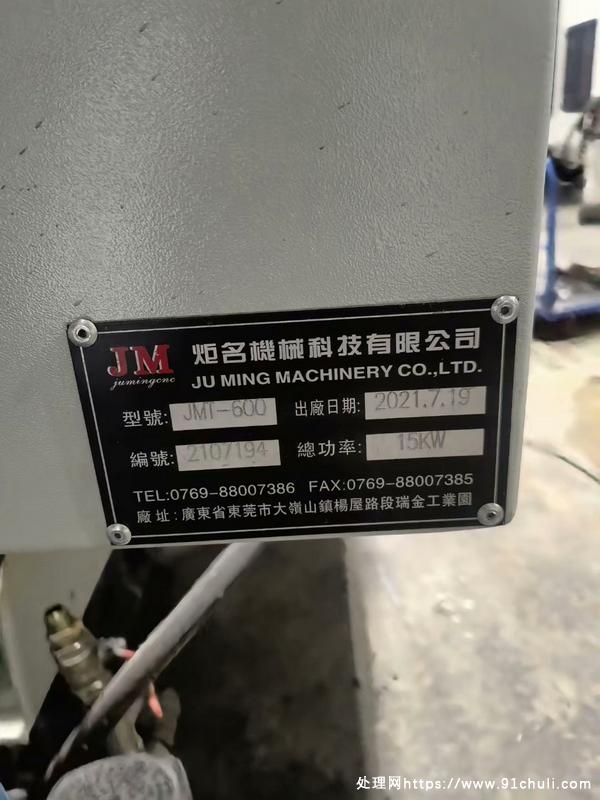 JM
jumingcnc
炬名機械科技有限公司
JU MING MACHINERY CO.,LTD.
型號: JMT-600 出廠日期: 2021.7.19
編號: 2107194 總功率: 15KW
TEL:0769-88007386 FAX:0769-88007385
廠址:廣東省東莞市大嶺山鎮楊屋路段瑞金工業園
处理网https://www.91chuli.com